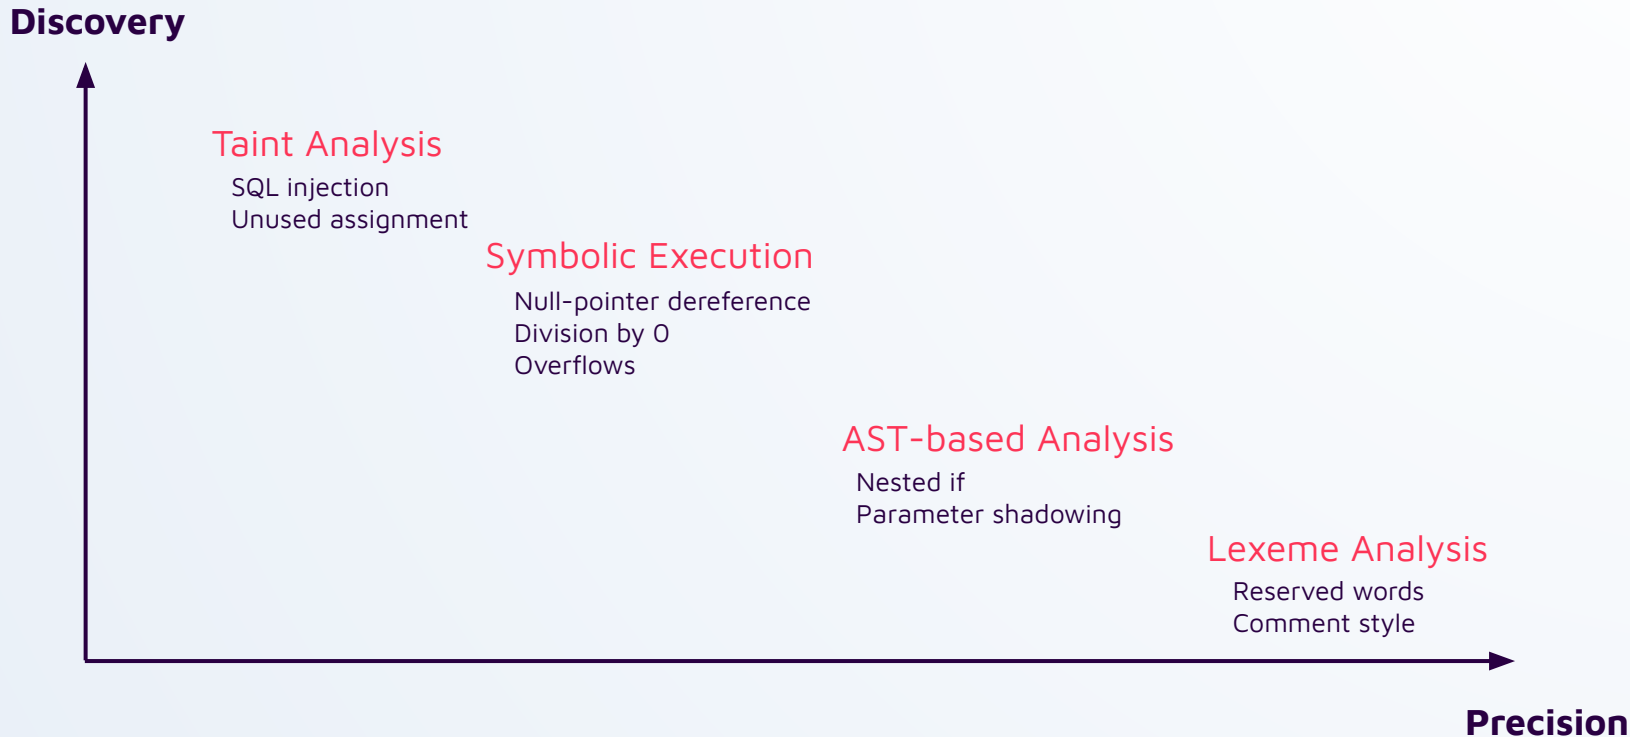 Discovery
Taint Analysis
SQL injection
Unused assignment
Symbolic Execution
Null-pointer dereference
Division by 0
Overflows
AST-based Analysis
Nested if
Parameter shadowing
Lexeme Analysis
Reserved words
Comment style
Precision